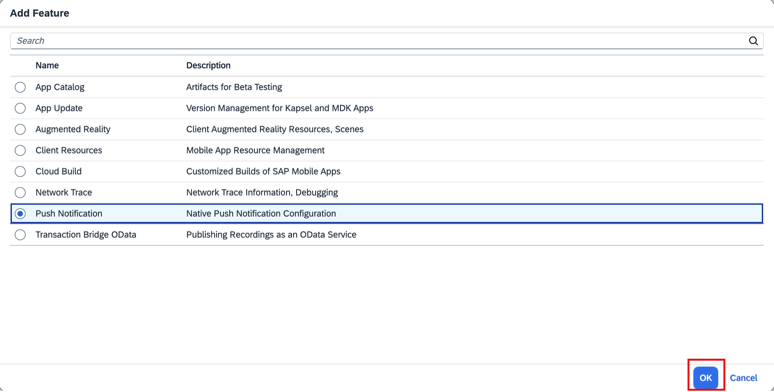 Add Feature
Search
Name Description
App Catalog Artifacts for Beta Testing
App Update Version Management for Kapsel and MDK Apps
Augmented Reality Client Augmented Reality Resources, Scenes
Client Resources Mobile App Resource Management
Cloud Build Customized Builds of SAP Mobile Apps
Network Trace Network Trace Information, Debugging
Push Notification Native Push Notification Configuration
Transaction Bridge OData Publishing Recordings as an OData Service
OK Cancel